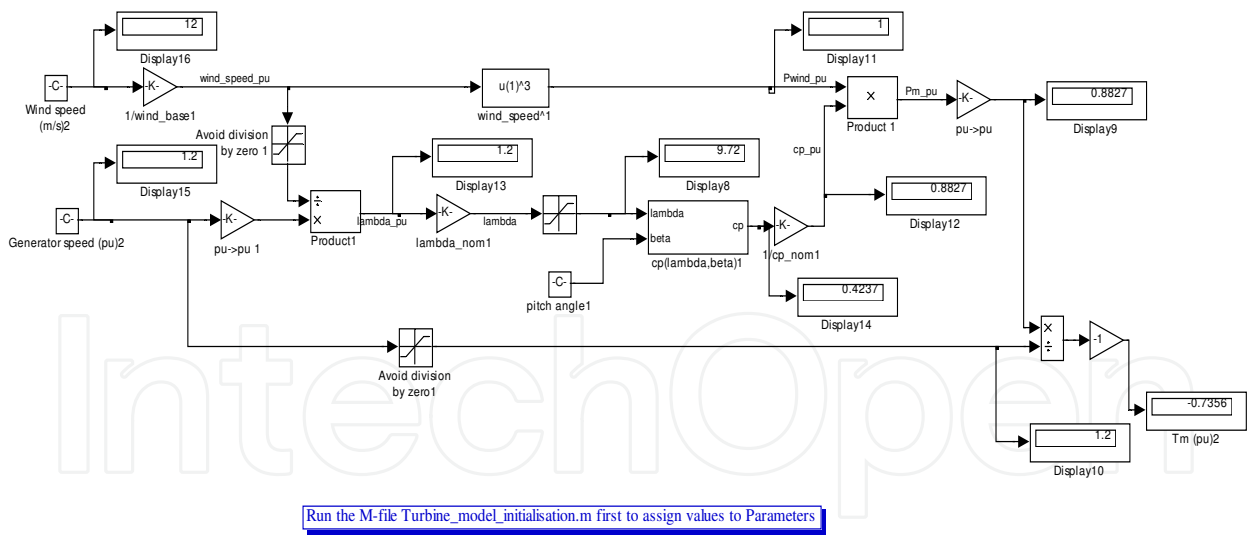 12
Display16
-C-
Wind speed
(m/s)2
-K-
1/wind_base1
wind_speed_pu
u(1)^3
wind_speed^1
1
Display11
Pwind_pu
×
Product 1
Pm_pu
-K-
pu->pu
0.8827
Display9
Avoid division
by zero 1
1.2
Display15
-C-
Generator speed (pu)2
-K-
pu->pu 1
÷
×
Product1
lambda_pu
1.2
Display13
-K-
lambda_nom1
lambda
9.72
Display8
lambda
beta
cp
cp(lambda,beta)1
-C-
pitch angle1
-K-
1/cp_nom1
cp_pu
0.8827
Display12
0.4237
Display14
Avoid division
by zero1
×
÷
-1
-0.7356
Tm (pu)2
1.2
Display10
IntechOpen
Run the M-file Turbine_model_initialisation.m first to assign values to Parameters